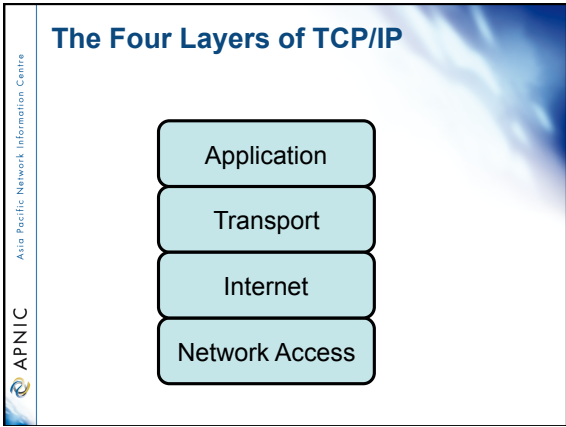 The Four Layers of TCP/IP
Application
Transport
Internet
Network Access
Asia Pacific Network Information Centre
APNIC